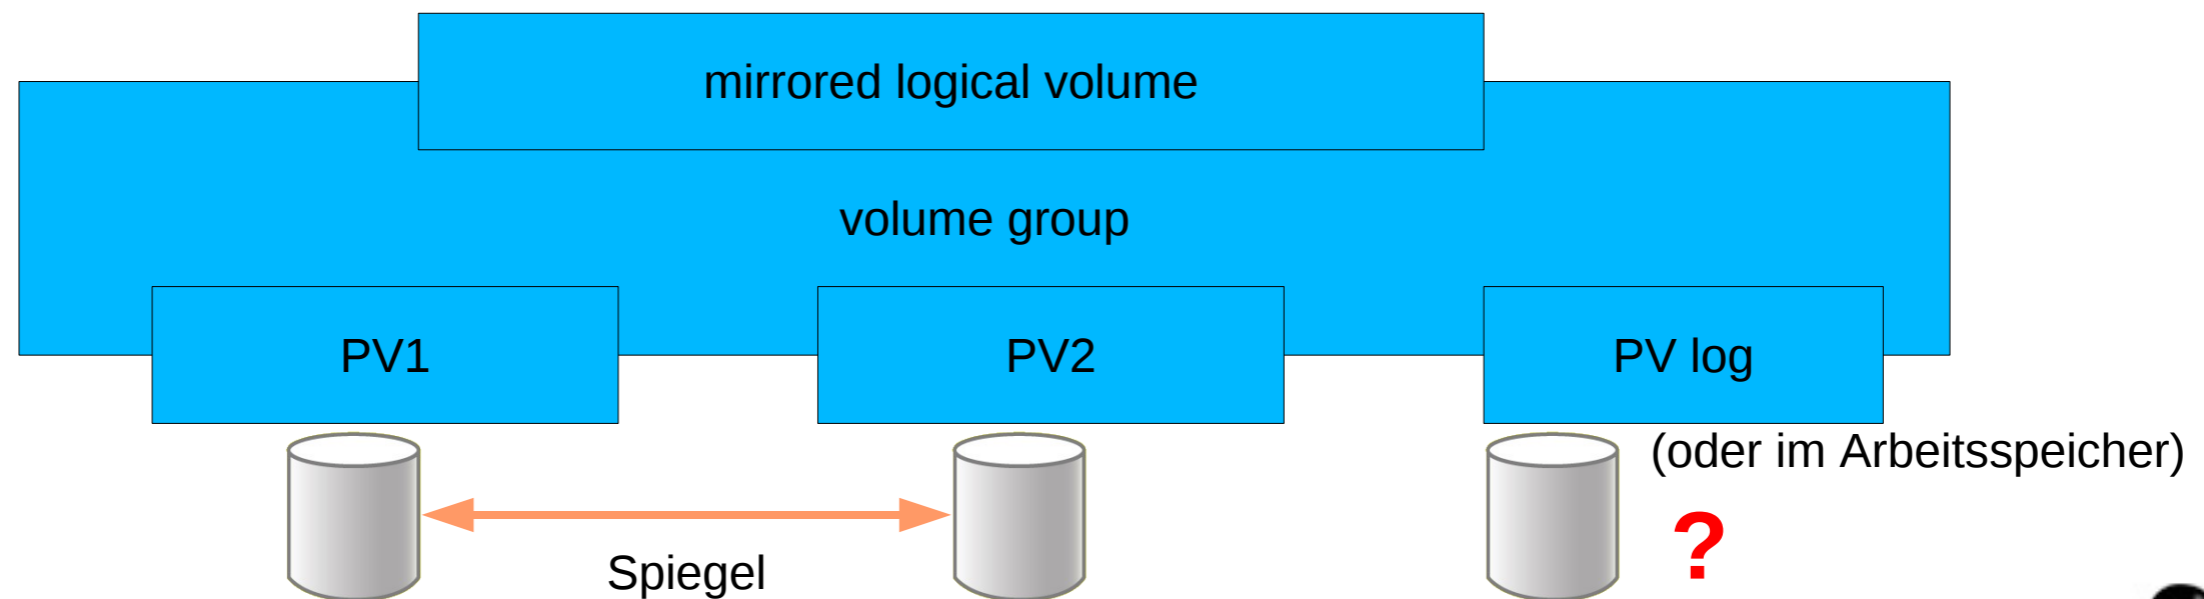 mirrored logical volume
volume group
PV1
PV2
PV log
(oder im Arbeitsspeicher)
?
Spiegel